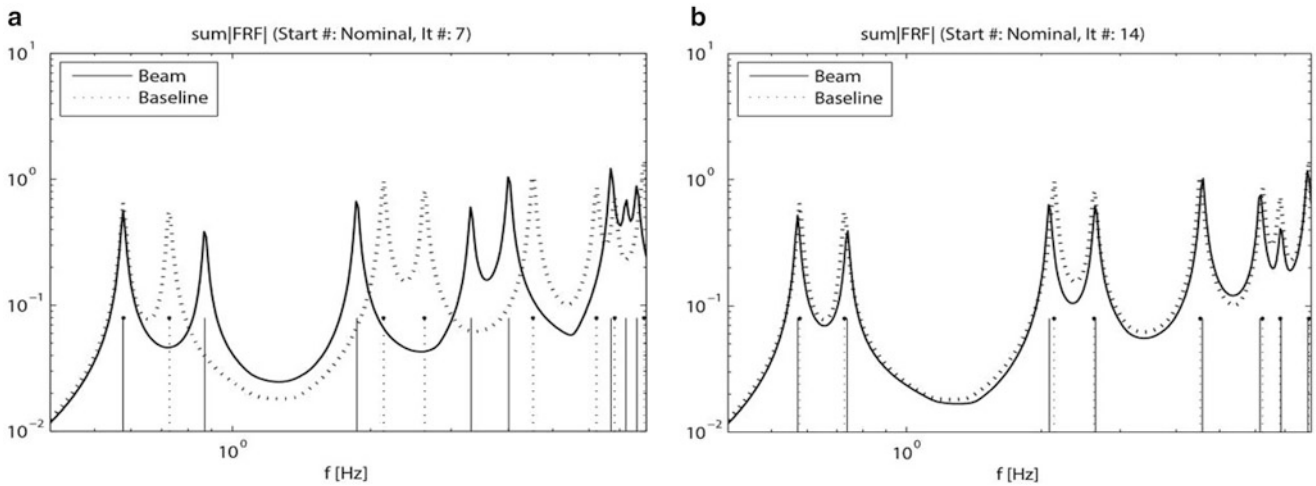 a
sum|FRF| (Start #: Nominal, It #: 7)
Beam
Baseline
10^1
10^0
10^-1
10^-2
10^0
f [Hz]
b
sum|FRF| (Start #: Nominal, It #: 14)
Beam
Baseline
10^1
10^0
10^-1
10^-2
10^0
f [Hz]